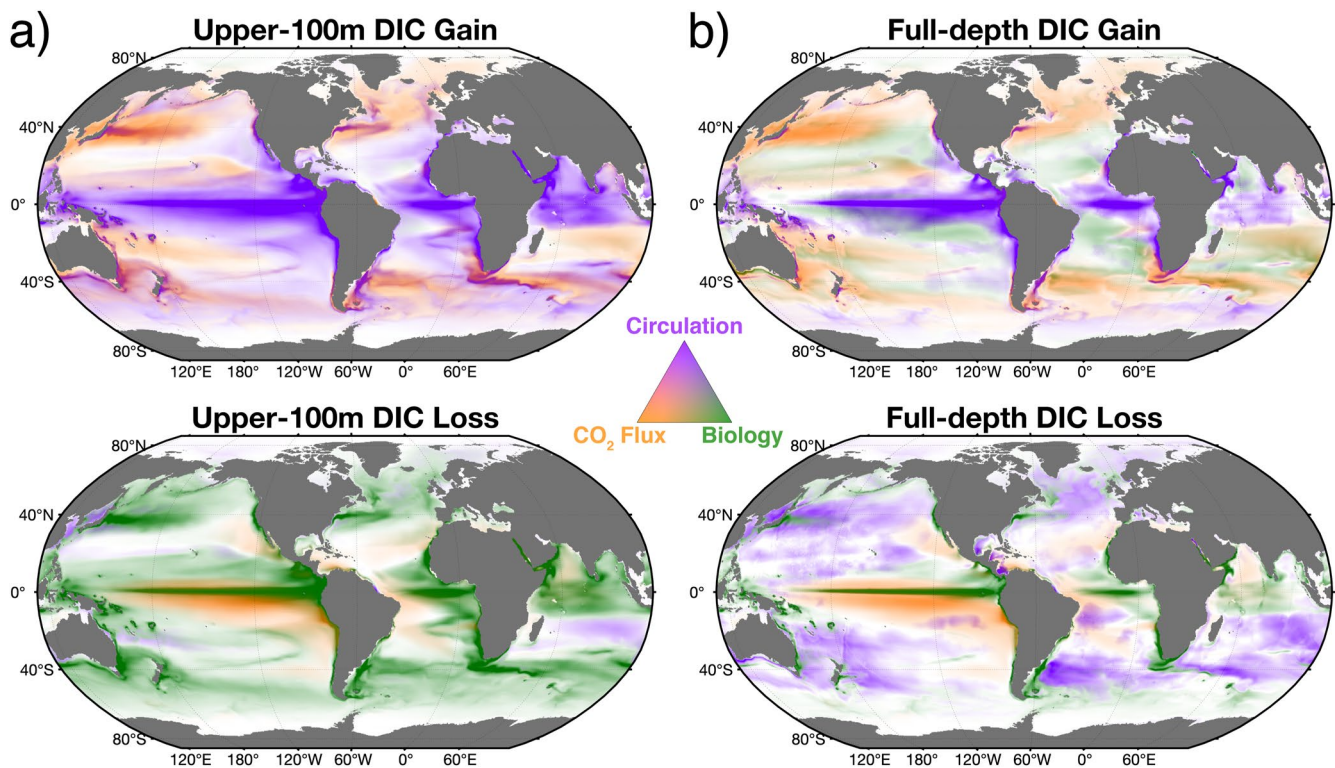 a)
Upper-100m DIC Gain
80°N
40°N
0°
40°S
80°S
120°E 180° 120°W 60°W 0° 60°E
b)
Full-depth DIC Gain
80°N
40°N
0°
40°S
80°S
120°E 180° 120°W 60°W 0° 60°E
Circulation
CO₂ Flux Biology
Upper-100m DIC Loss
80°N
40°N
0°
40°S
80°S
120°E 180° 120°W 60°W 0° 60°E
Full-depth DIC Loss
80°N
40°N
0°
40°S
80°S
120°E 180° 120°W 60°W 0° 60°E